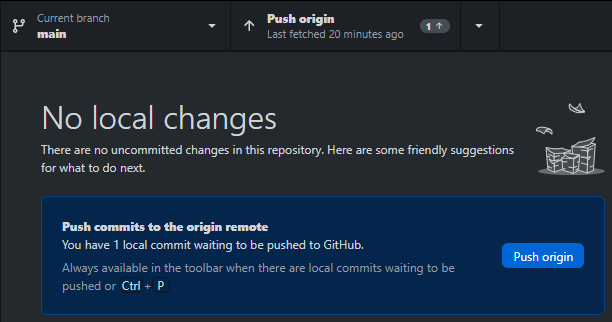 Current branch
main
Push origin
Last fetched 20 minutes ago
1 ↑
No local changes
There are no uncommitted changes in this repository. Here are some friendly suggestions
for what to do next.
Push commits to the origin remote
You have 1 local commit waiting to be pushed to GitHub.
Always available in the toolbar when there are local commits waiting to be
pushed or Ctrl + P
Push origin